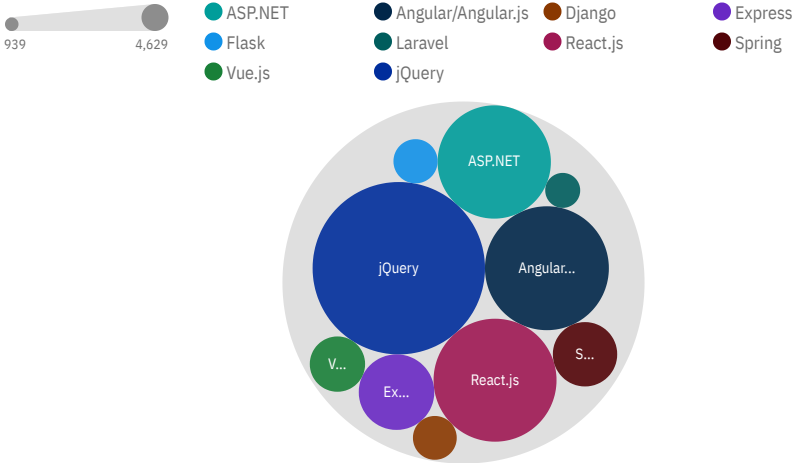 939
4,629
ASP.NET
Angular/Angular.js
Django
Express
Flask
Laravel
React.js
Spring
Vue.js
jQuery
ASP.NET
jQuery
Angular...
S...
V...
React.js
Ex...